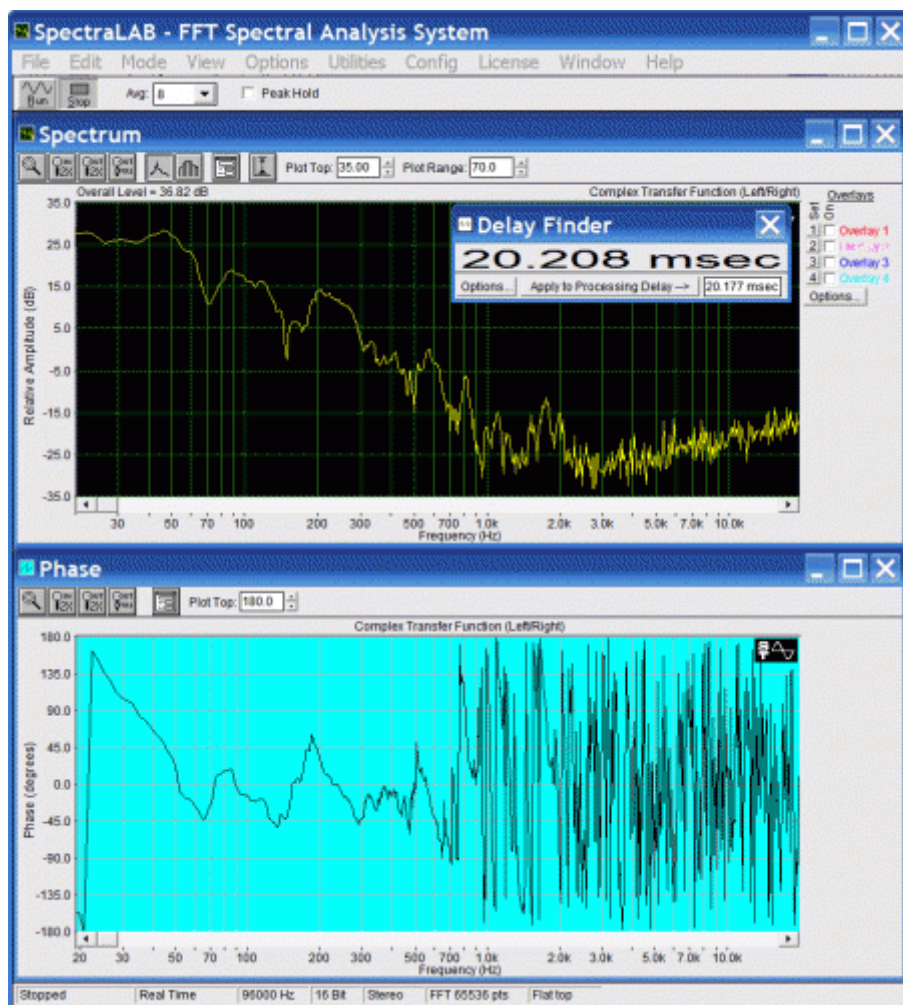 SpectraLAB - FFT Spectral Analysis System
File Edit Mode View Options Utilities Config License Window Help
Run Stop Avg: 8 Peak Hold
Spectrum
Plot Top: 35.00 Plot Range: 70.0
Overall Level = 36.82 dB Complex Transfer Function (Left/Right)
Overlays
Set On
1 Overlay 1
2 Overlay 2
3 Overlay 3
4 Overlay 4
Options...
Delay Finder
20.208 msec
Options... Apply to Processing Delay --> 20.177 msec
Relative Amplitude (dB)
35.0
25.0
15.0
5.0
-5.0
-15.0
-25.0
-35.0
30 50 70 100 200 300 500 700 1.0k 2.0k 3.0k 5.0k 7.0k 10.0k
Frequency (Hz)
Phase
Plot Top: 180.0
Complex Transfer Function (Left/Right)
Phase (degrees)
180.0
135.0
90.0
45.0
0.0
-45.0
-90.0
-135.0
-180.0
20 30 50 70 100 200 300 500 700 1.0k 2.0k 3.0k 5.0k 7.0k 10.0k
Frequency (Hz)
Stopped Real Time 96000 Hz 16 Bit Stereo FFT 65536 pts Flat top